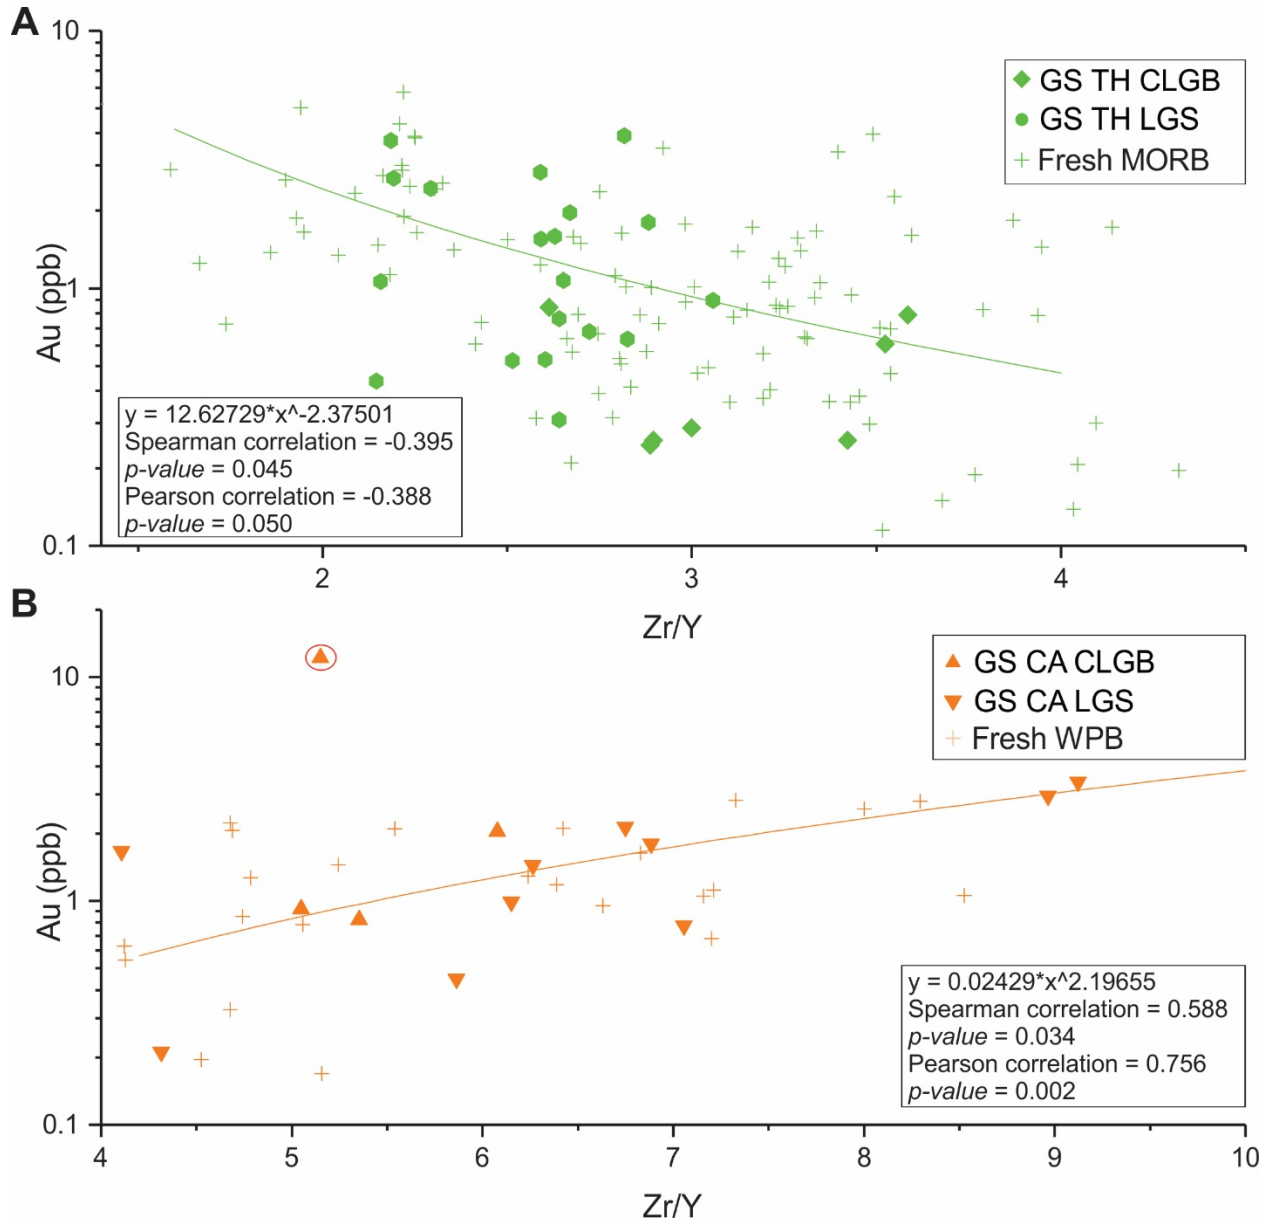 A
10
1
0.1
Au (ppb)
GS TH CLGB
GS TH LGS
Fresh MORB
y = 12.62729*x^-2.37501
Spearman correlation = -0.395
p-value = 0.045
Pearson correlation = -0.388
p-value = 0.050
2 3 4
Zr/Y
B
10
1
0.1
Au (ppb)
GS CA CLGB
GS CA LGS
Fresh WPB
y = 0.02429*x^2.19655
Spearman correlation = 0.588
p-value = 0.034
Pearson correlation = 0.756
p-value = 0.002
4 5 6 7 8 9 10
Zr/Y